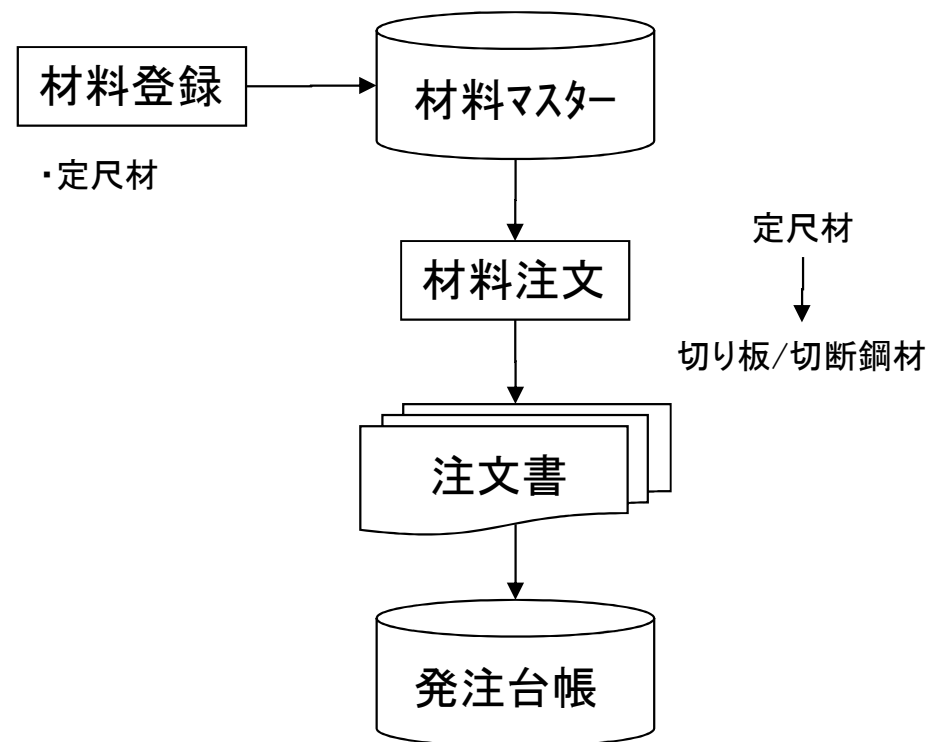 材料登録
材料ﾏｽﾀｰ
・定尺材
定尺材
材料注文
切り板/切断鋼材
注文書
発注台帳